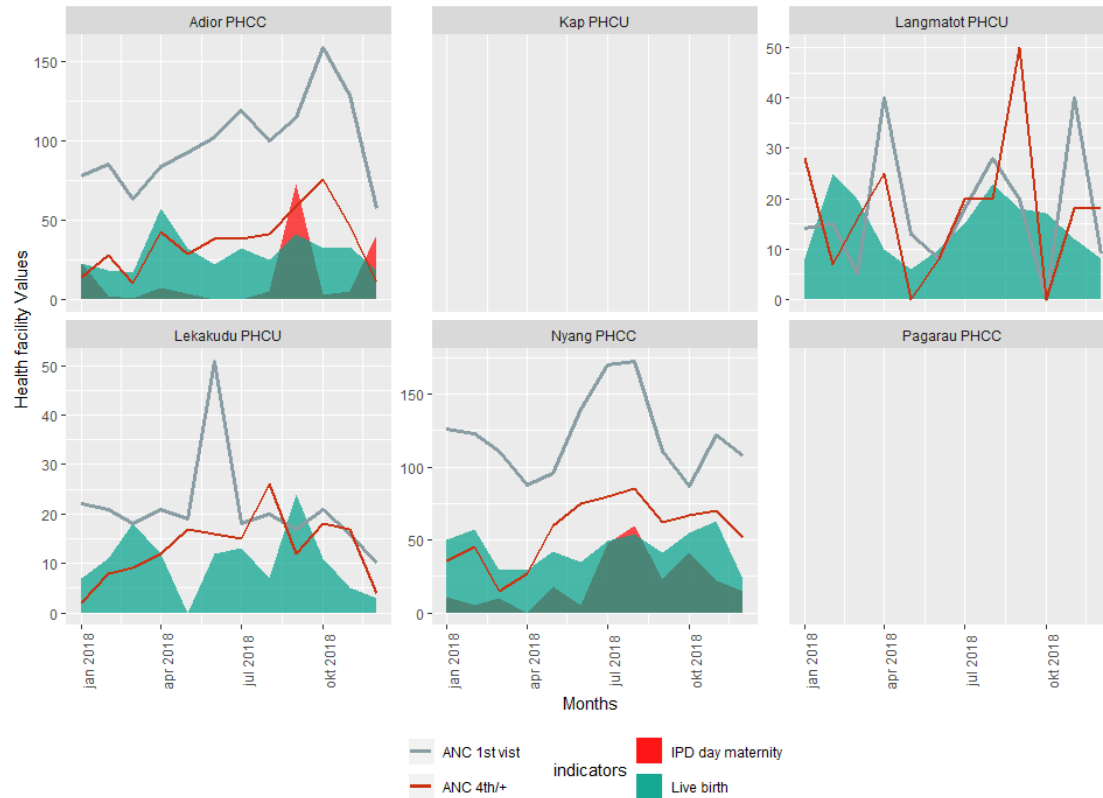 Adior PHCC
Kap PHCU
Langmatot PHCU
150
100
50
0
50
40
30
20
10
0
Health facility Values
Lekakudu PHCU
Nyang PHCC
Pagarau PHCC
50
40
30
20
10
0
150
100
50
0
jan 2018
apr 2018
jul 2018
okt 2018
jan 2018
apr 2018
jul 2018
okt 2018
jan 2018
apr 2018
jul 2018
okt 2018
Months
indicators
ANC 1st vist
ANC 4th/+
IPD day maternity
Live birth